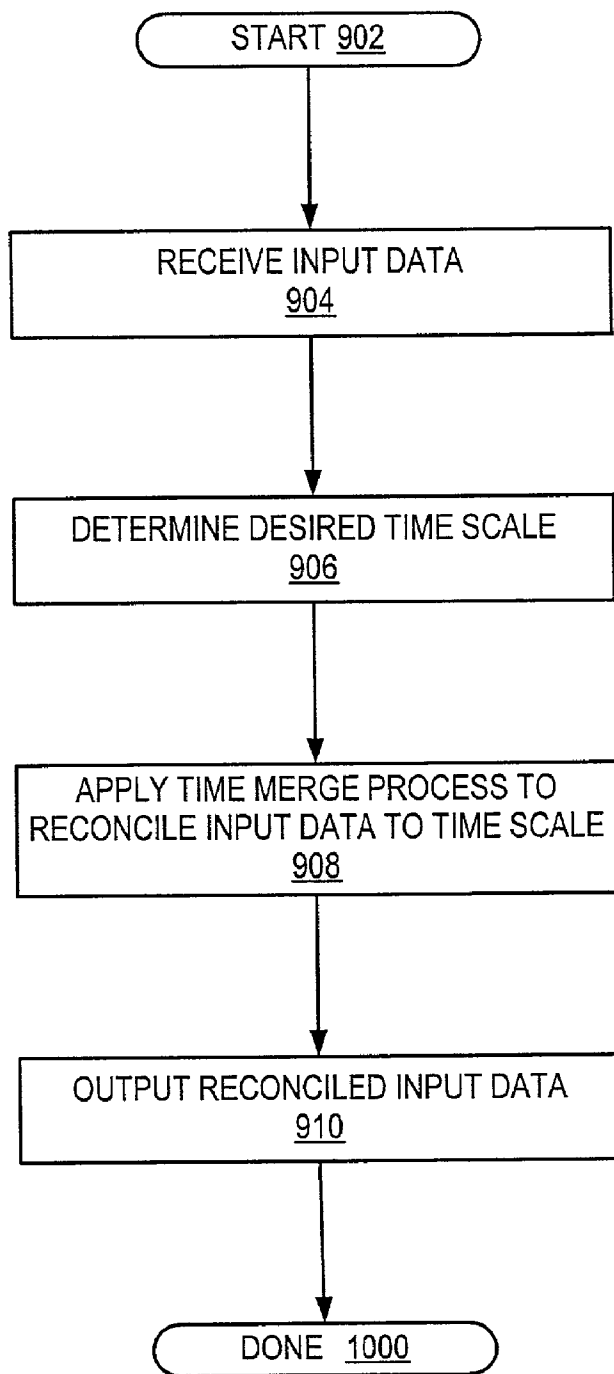 START 902
RECEIVE INPUT DATA
904
DETERMINE DESIRED TIME SCALE
906
APPLY TIME MERGE PROCESS TO
RECONCILE INPUT DATA TO TIME SCALE
908
OUTPUT RECONCILED INPUT DATA
910
DONE 1000